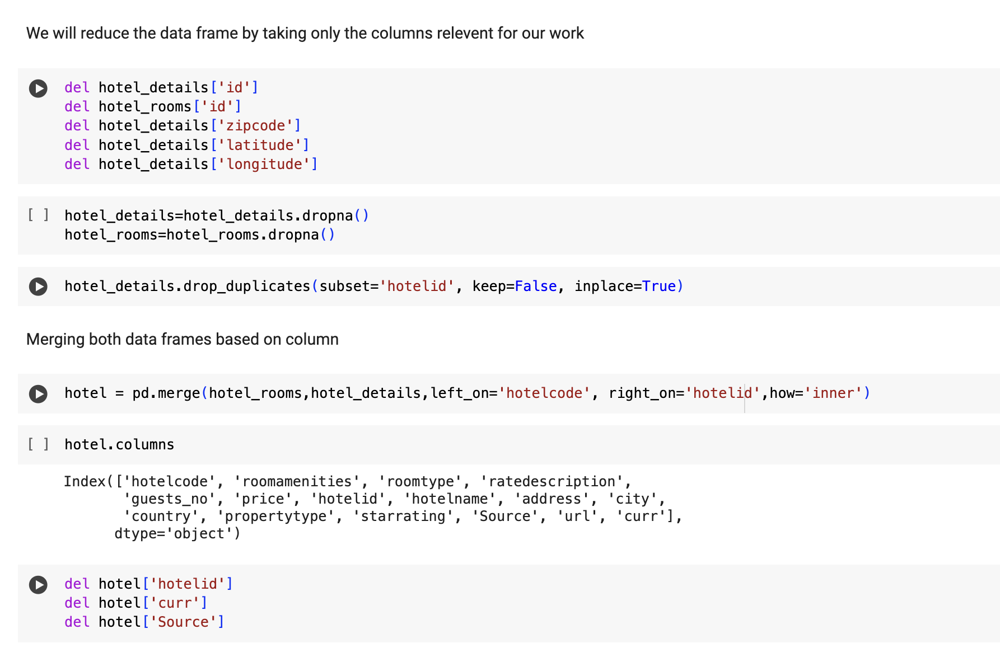 We will reduce the data frame by taking only the columns relevent for our work
del hotel_details['id']
del hotel_rooms['id']
del hotel_details['zipcode']
del hotel_details['latitude']
del hotel_details['longitude']
[ ] hotel_details=hotel_details.dropna()
hotel_rooms=hotel_rooms.dropna()
hotel_details.drop_duplicates(subset='hotelid', keep=False, inplace=True)
Merging both data frames based on column
hotel = pd.merge(hotel_rooms,hotel_details,left_on='hotelcode', right_on='hotelid',how='inner')
[ ] hotel.columns
Index(['hotelcode', 'roomamenities', 'roomtype', 'ratedescription',
'guests_no', 'price', 'hotelid', 'hotelname', 'address', 'city',
'country', 'propertytype', 'starrating', 'Source', 'url', 'curr'],
dtype='object')
del hotel['hotelid']
del hotel['curr']
del hotel['Source']